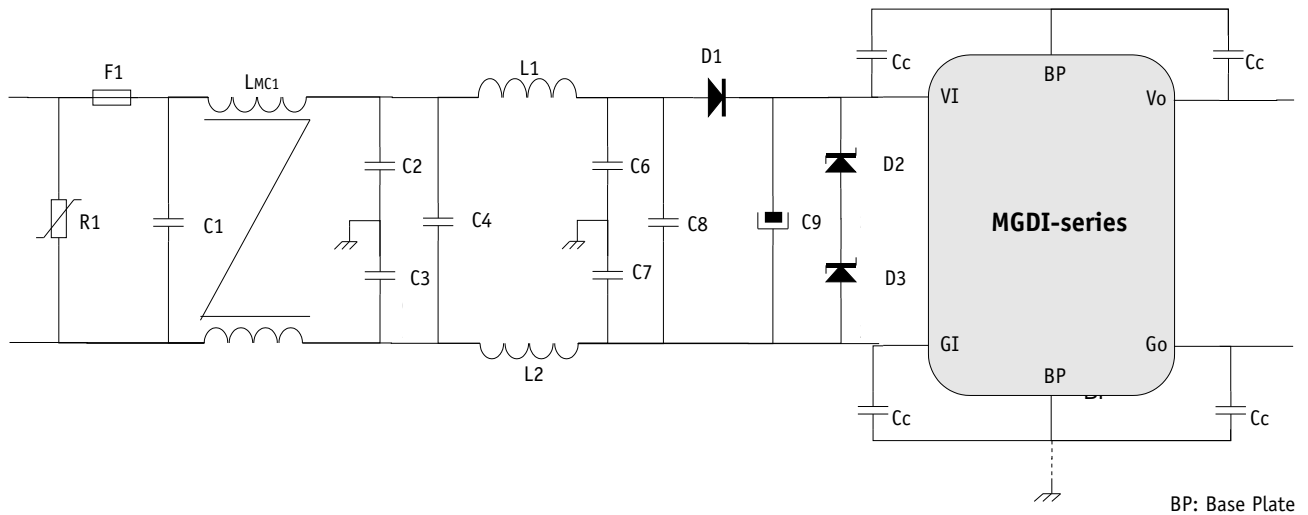 Cc
BP
Cc
F1
LMC1
L1
D1
VI
Vo
R1
C1
C2
C3
C4
C6
C7
C8
C9
D2
D3
MGDI-series
L2
GI
Go
BP
Cc
Cc
BP: Base Plate